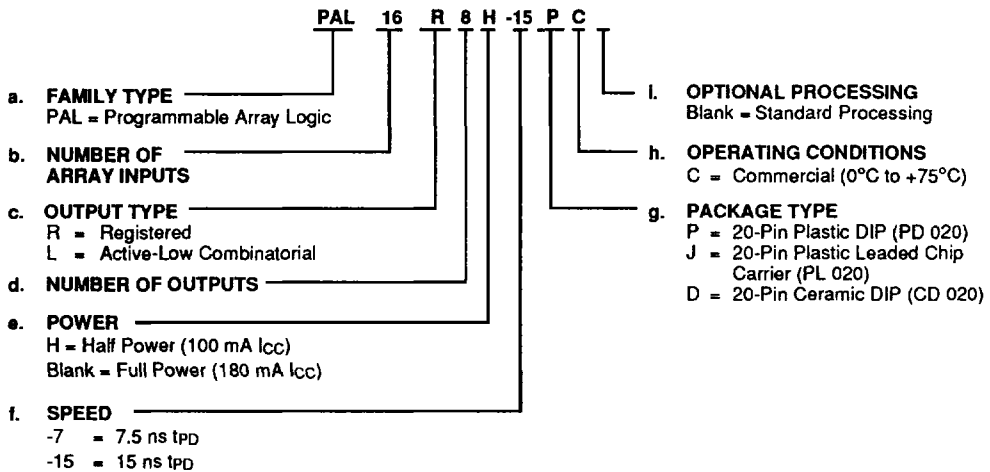 PAL 16 R 8 H -15 P C
a. FAMILY TYPE
PAL = Programmable Array Logic
b. NUMBER OF
ARRAY INPUTS
c. OUTPUT TYPE
R = Registered
L = Active-Low Combinatorial
d. NUMBER OF OUTPUTS
e. POWER
H = Half Power (100 mA ICC)
Blank = Full Power (180 mA ICC)
f. SPEED
-7 = 7.5 ns tPD
-15 = 15 ns tPD
I. OPTIONAL PROCESSING
Blank = Standard Processing
h. OPERATING CONDITIONS
C = Commercial (0°C to +75°C)
g. PACKAGE TYPE
P = 20-Pin Plastic DIP (PD 020)
J = 20-Pin Plastic Leaded Chip
Carrier (PL 020)
D = 20-Pin Ceramic DIP (CD 020)